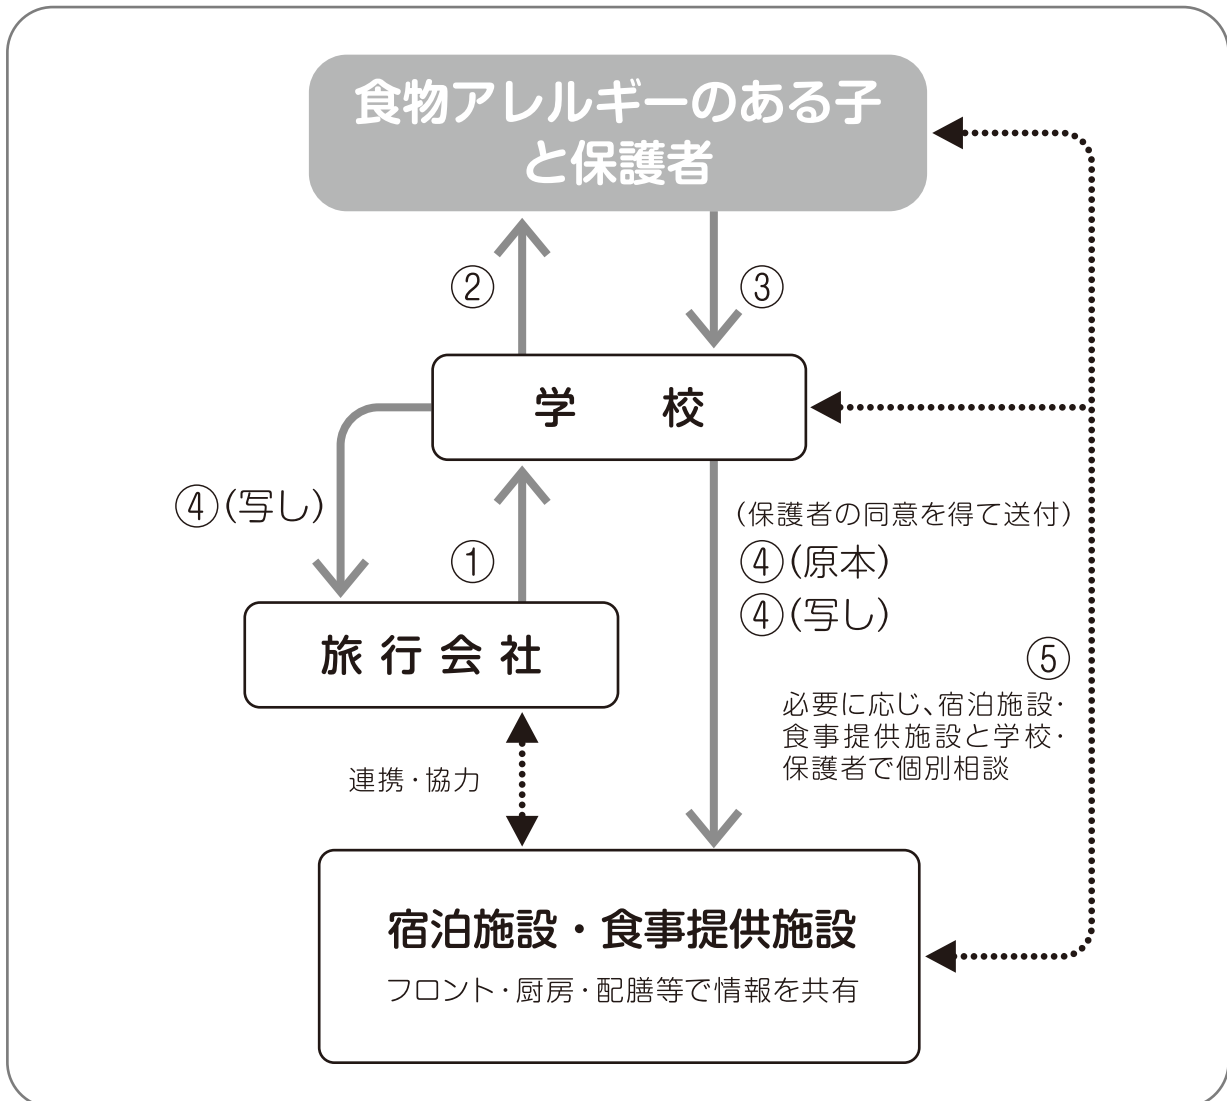 食物アレルギーのある子
と保護者
②
③
学　校
④(写し)
①
(保護者の同意を得て送付)
④(原本)
④(写し)
旅行会社
⑤
必要に応じ、宿泊施設・
食事提供施設と学校・
保護者で個別相談
連携・協力
宿泊施設・食事提供施設
フロント・厨房・配膳等で情報を共有